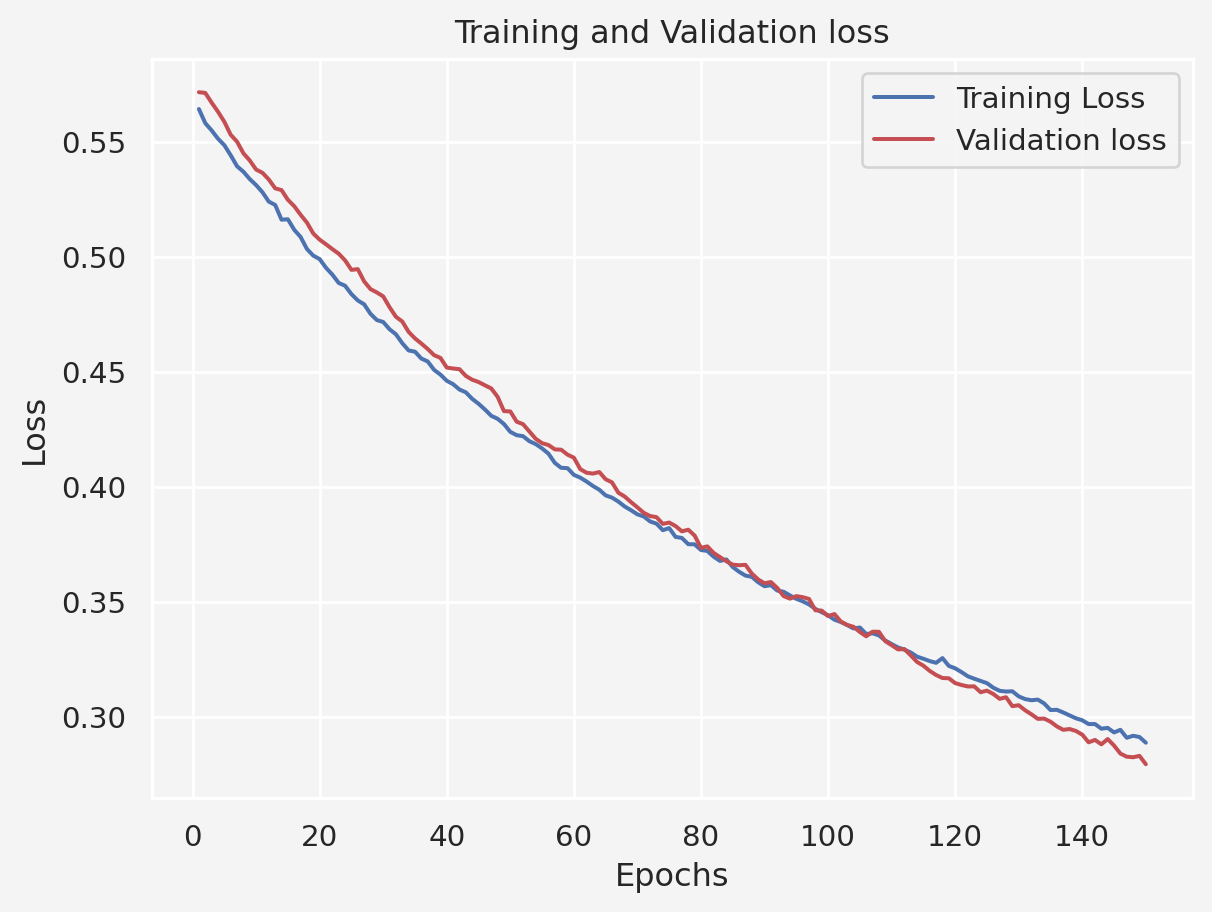 Training and Validation loss
Training Loss
Validation loss
0.55
0.50
0.45
0.40
0.35
0.30
Loss
0 20 40 60 80 100 120 140
Epochs